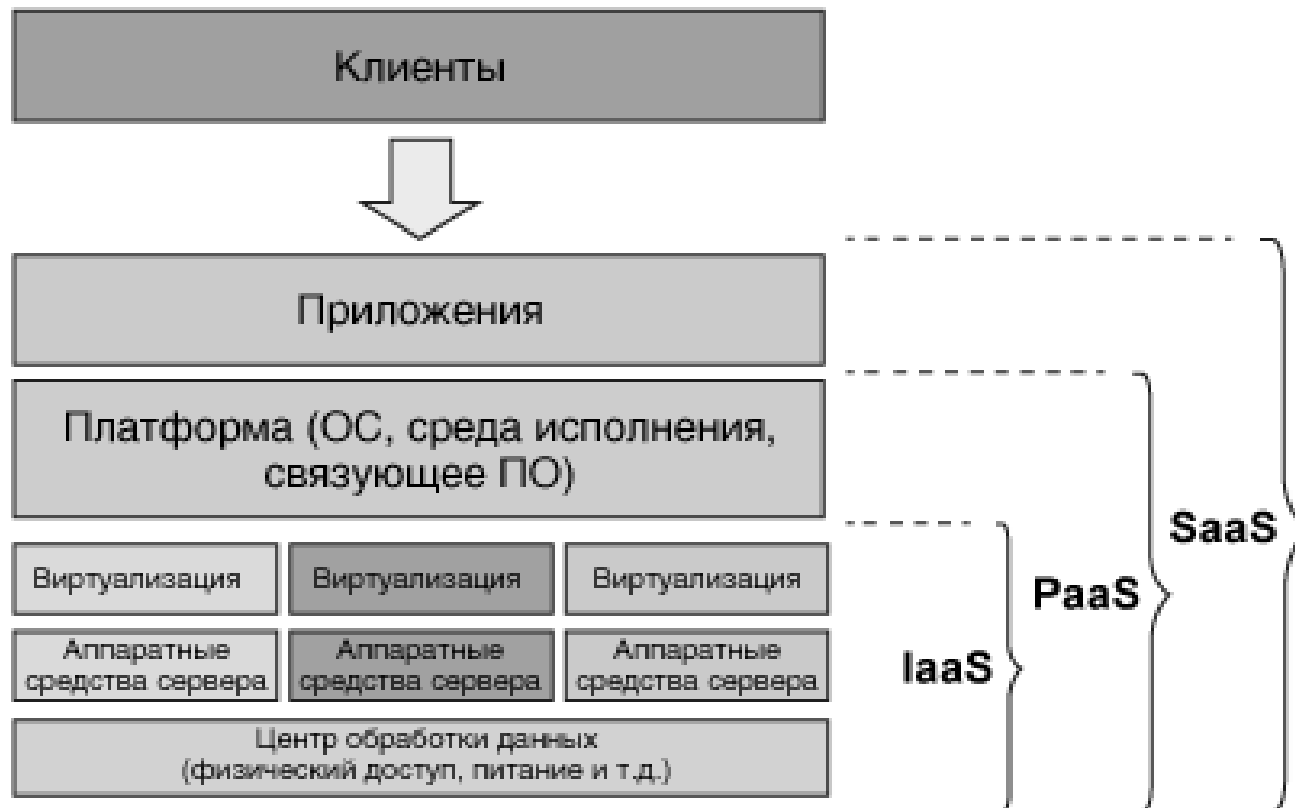 Клиенты
Приложения
Платформа (ОС, среда исполнения,
связующее ПО)
SaaS
Виртуализация Виртуализация Виртуализация
PaaS
Аппаратные
средства сервера
Аппаратные
средства сервера
Аппаратные
средства сервера
IaaS
Центр обработки данных
(физический доступ, питание и т.д.)